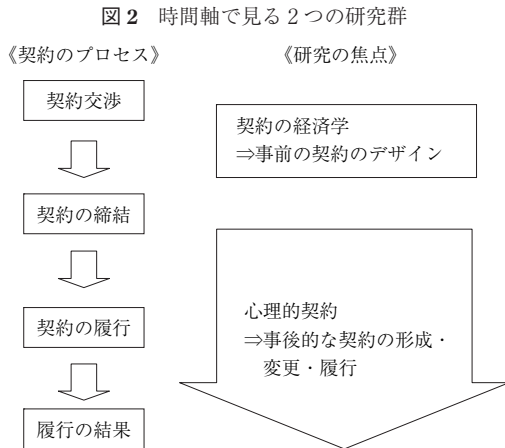 図2 時間軸で見る2つの研究群
《契約のプロセス》
《研究の焦点》
契約交渉
契約の経済学
⇒事前の契約のデザイン
契約の締結
心理的契約
⇒事後的な契約の形成・
変更・履行
契約の履行
履行の結果